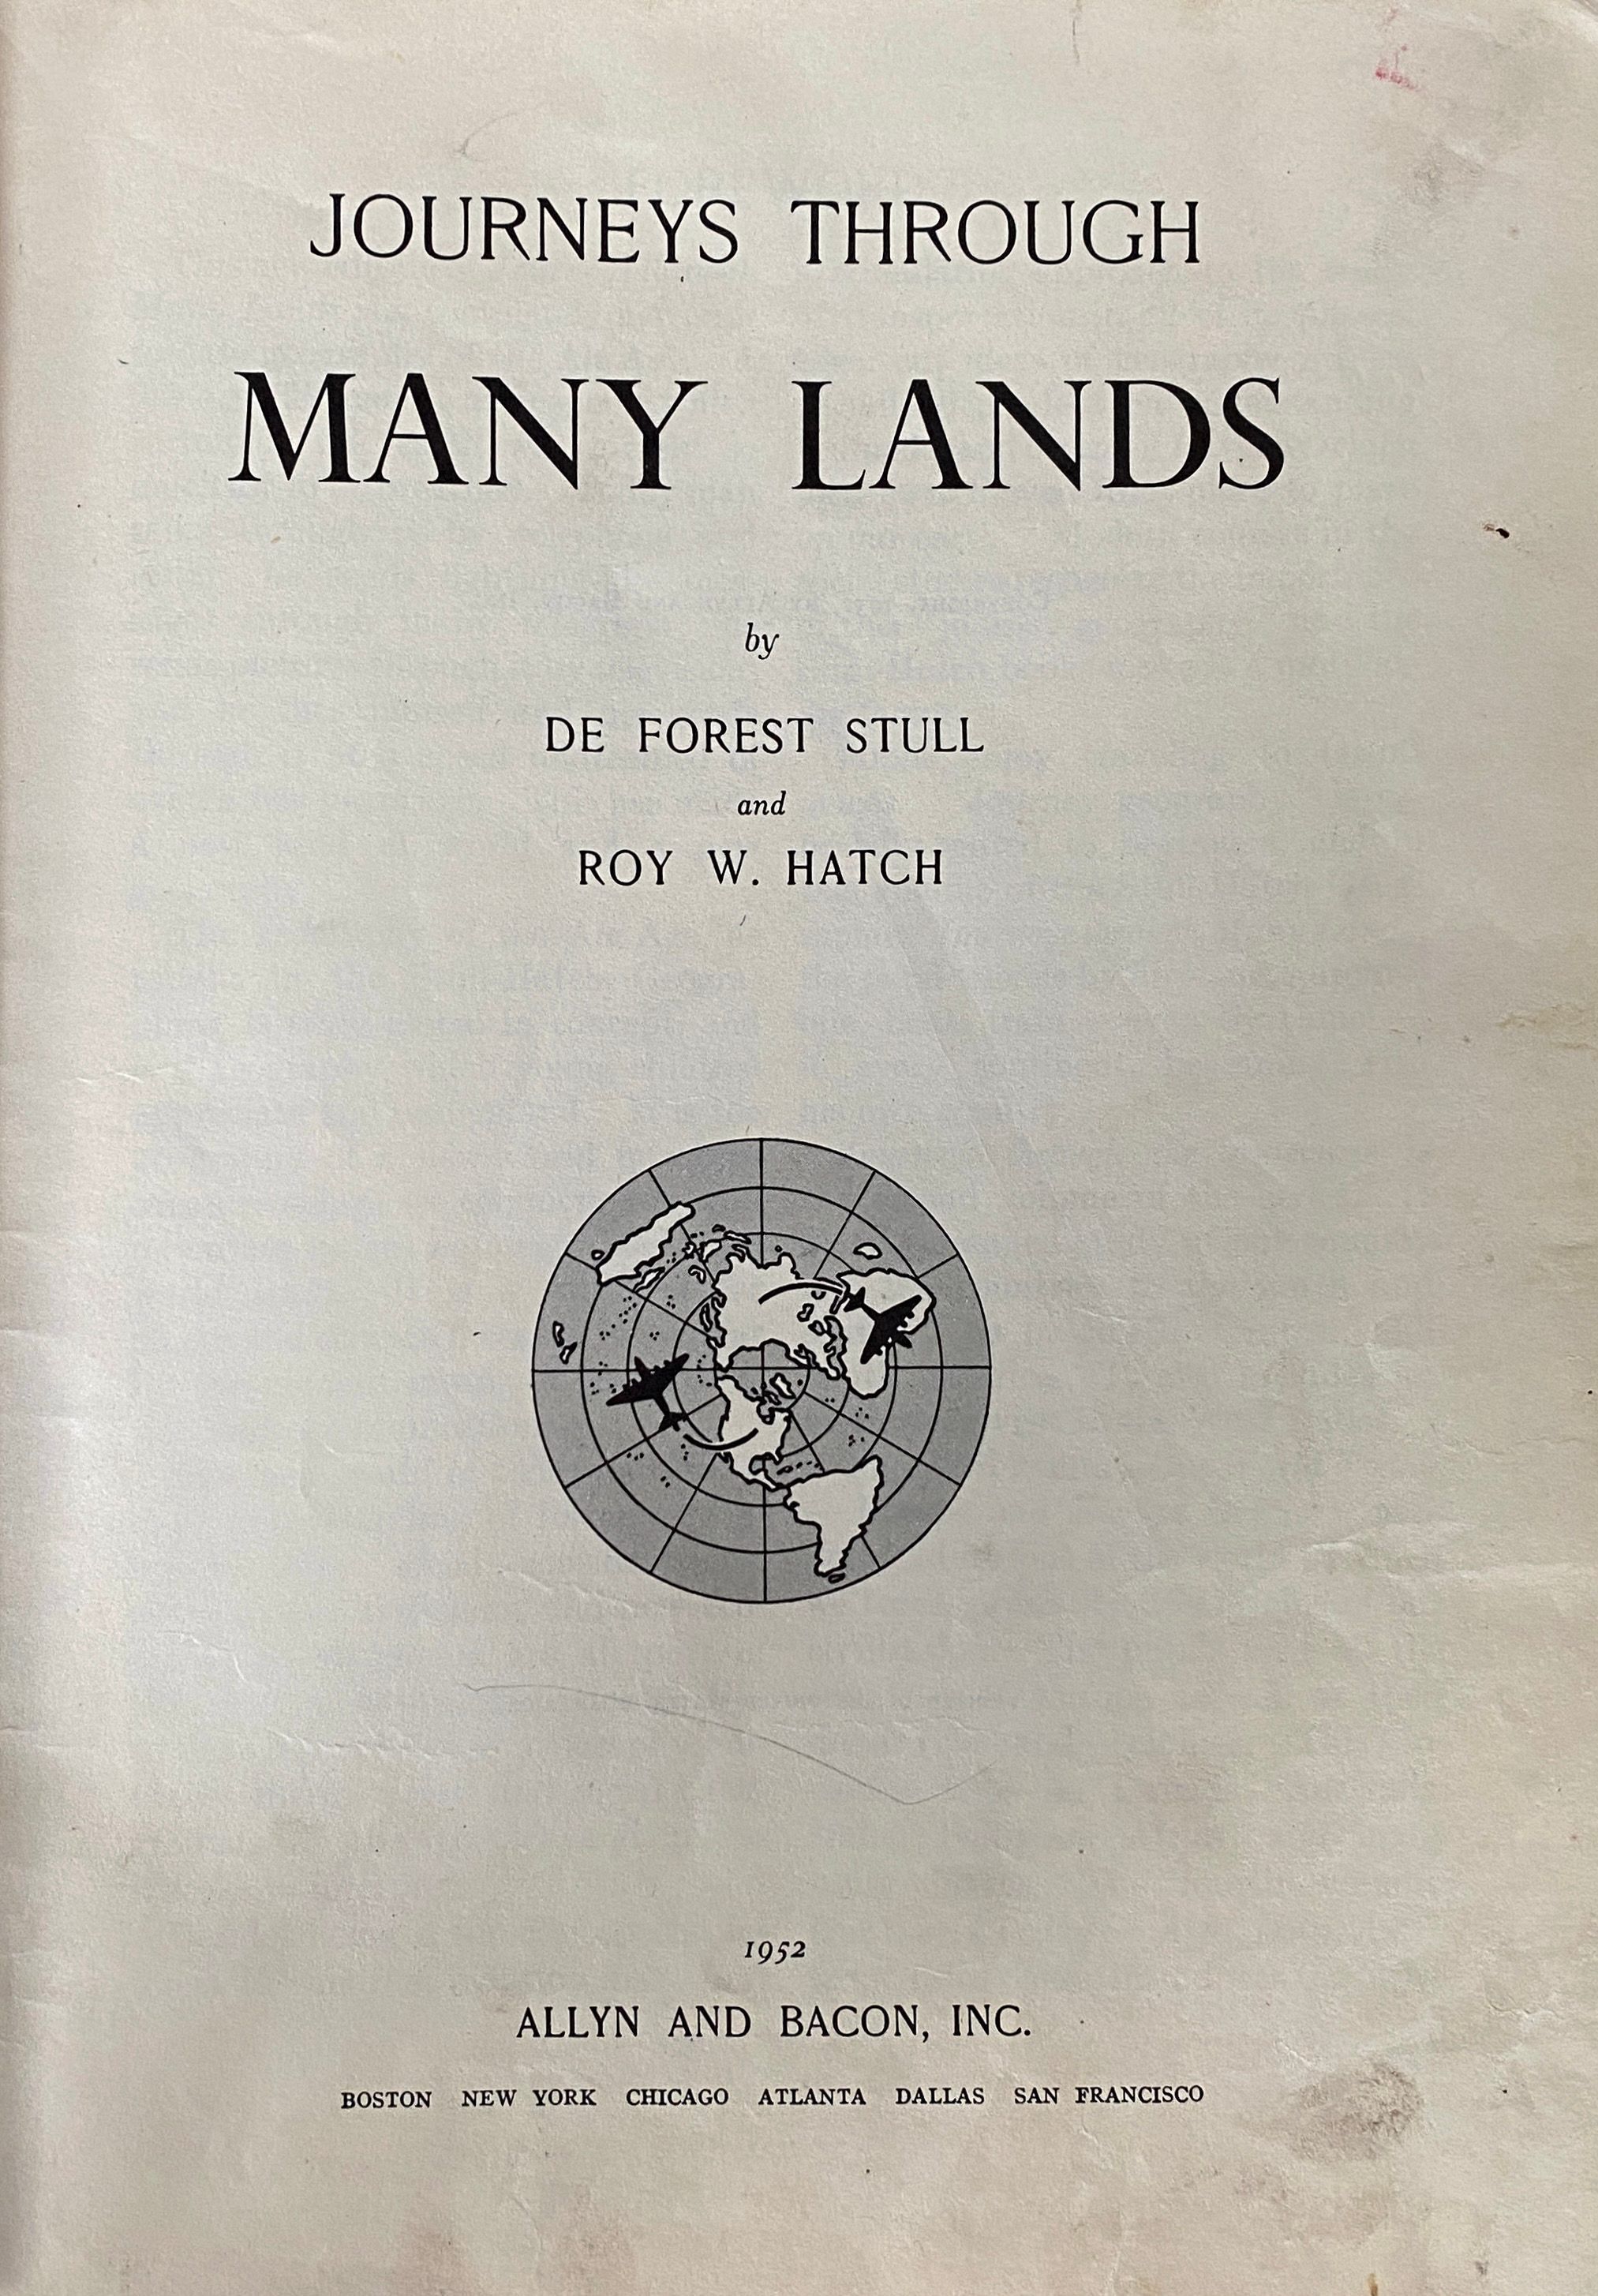 JOURNEYS THROUGH
MANY LANDS
by
DE FOREST STULL
and
ROY W. HATCH
1952
ALLYN AND BACON, INC.
BOSTON NEW YORK CHICAGO ATLANTA DALLAS SAN FRANCISCO